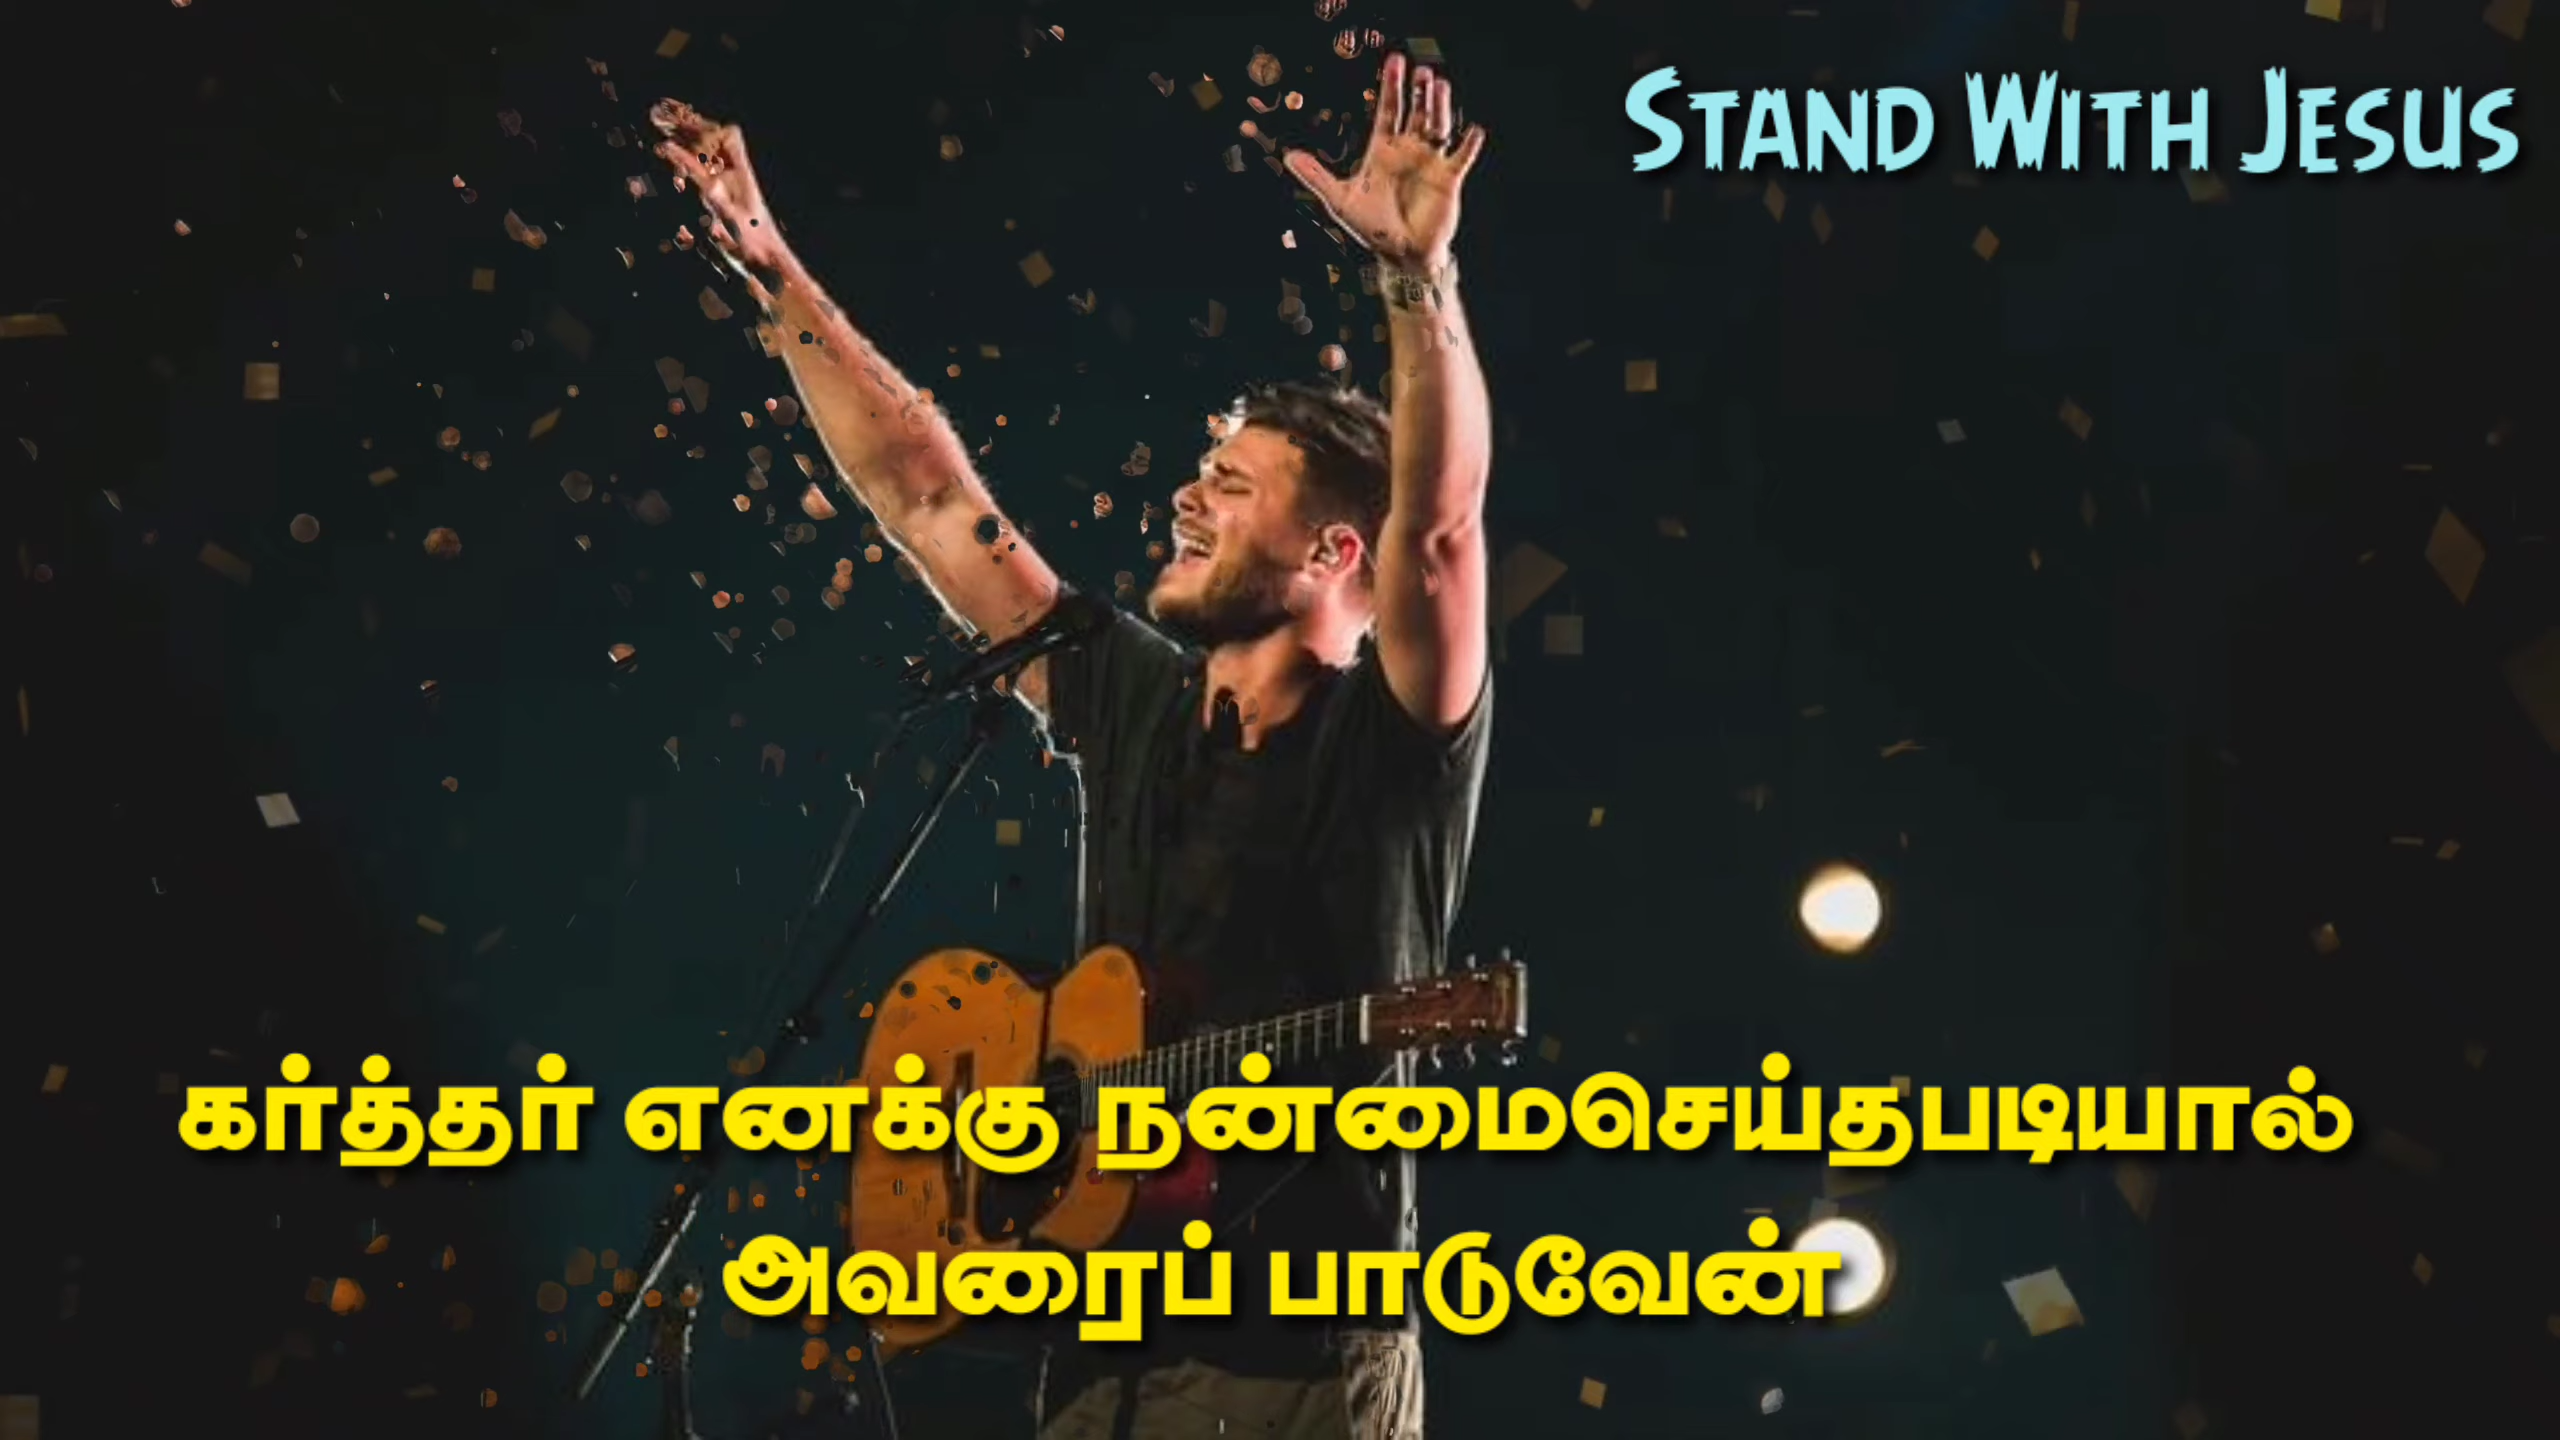 STAND WITH JESUS
கர்த்தர் எனக்கு நன்மைசெய்தபடியால்
அவரைப் பாடுவேன்